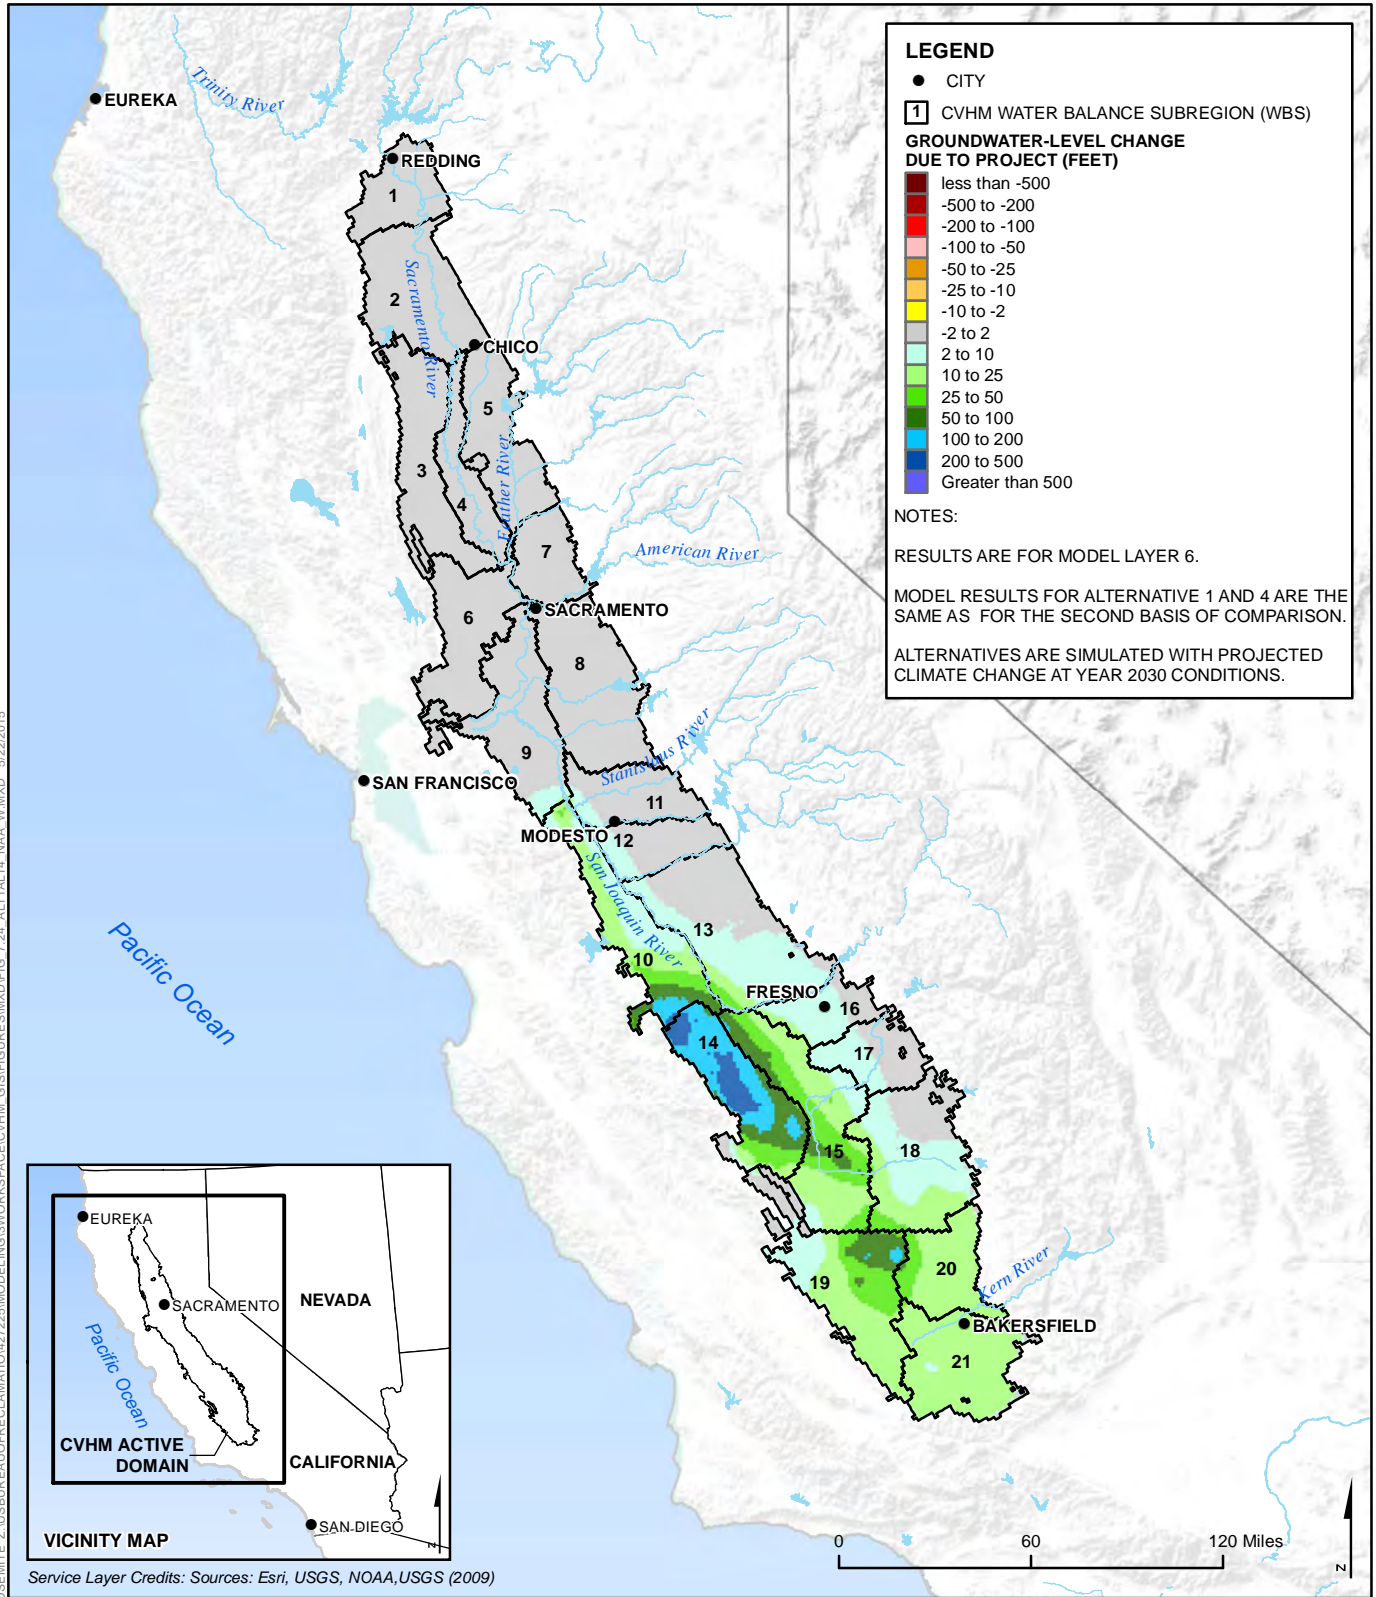 EUREKA
Trinity River
REDDING
1
2
Sacramento River
CHICO
5
3
4
Feather River
7
American River
6
SACRAMENTO
8
9
Stanislaus River
SAN FRANCISCO
11
MODESTO
12
San Joaquin River
13
10
FRESNO
16
14
17
15
18
19
20
Kern River
BAKERSFIELD
21
Pacific Ocean
LEGEND
CITY
1 CVHM WATER BALANCE SUBREGION (WBS)
GROUNDWATER-LEVEL CHANGE
DUE TO PROJECT (FEET)
less than -500
-500 to -200
-200 to -100
-100 to -50
-50 to -25
-25 to -10
-10 to -2
-2 to 2
2 to 10
10 to 25
25 to 50
50 to 100
100 to 200
200 to 500
Greater than 500
NOTES:
RESULTS ARE FOR MODEL LAYER 6.
MODEL RESULTS FOR ALTERNATIVE 1 AND 4 ARE THE
SAME AS FOR THE SECOND BASIS OF COMPARISON.
ALTERNATIVES ARE SIMULATED WITH PROJECTED
CLIMATE CHANGE AT YEAR 2030 CONDITIONS.
EUREKA
SACRAMENTO
NEVADA
Pacific Ocean
CVHM ACTIVE
DOMAIN
CALIFORNIA
SAN DIEGO
VICINITY MAP
Z
0 60 120 Miles
Z
Service Layer Credits: Sources: Esri, USGS, NOAA,USGS (2009)